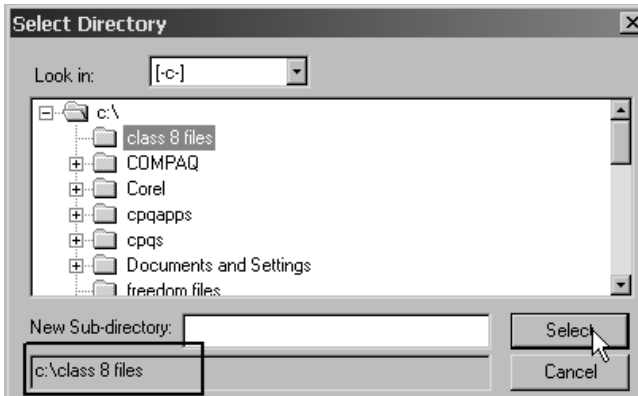 Select Directory
Look in: [-c-]
c:\
class 8 files
COMPAQ
Corel
cpqapps
cpqs
Documents and Settings
freedom files
New Sub-directory:
Select
c:\class 8 files
Cancel